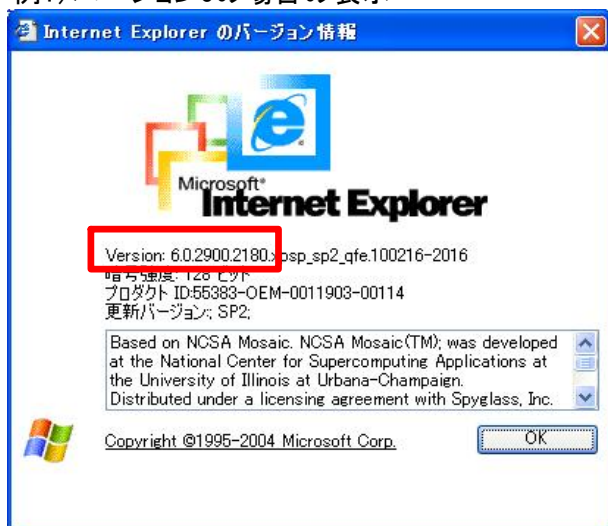 Internet Explorer のバージョン情報
Microsoft®
Internet Explorer
Version: 6.0.2900.2180.xpsp_sp2_qfe.100216-2016
暗号強度: 128 ビット
プロダクト ID:55383-OEM-0011903-00114
更新バージョン:; SP2;
Based on NCSA Mosaic. NCSA Mosaic(TM); was developed
at the National Center for Supercomputing Applications at
the University of Illinois at Urbana-Champaign.
Distributed under a licensing agreement with Spyglass, Inc.
Copyright ©1995-2004 Microsoft Corp.
OK